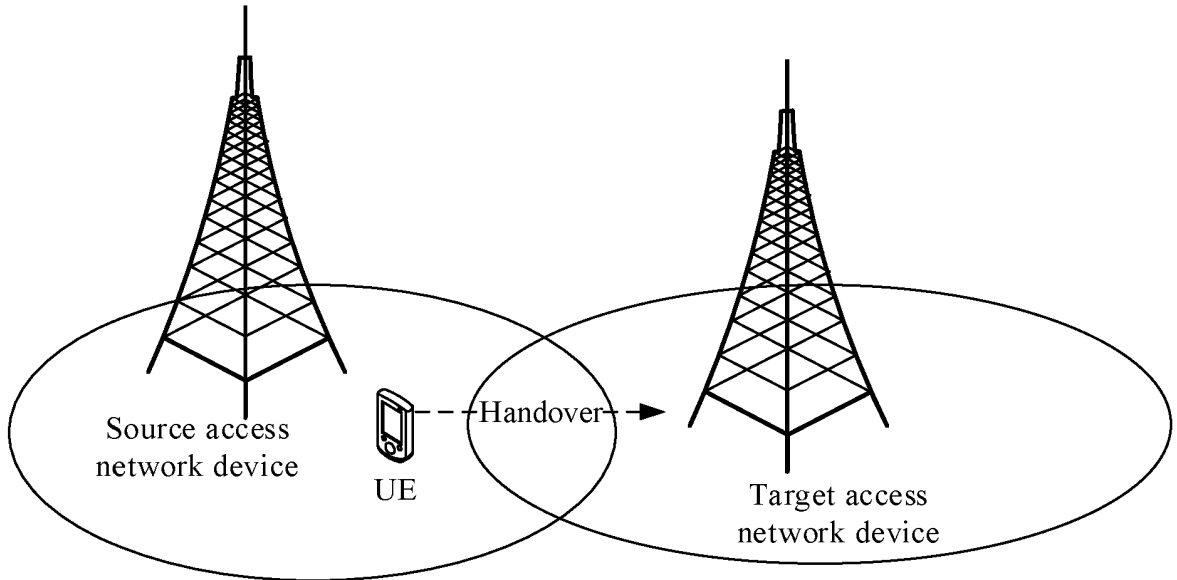 Handover
Source access
network device
UE
Target access
network device